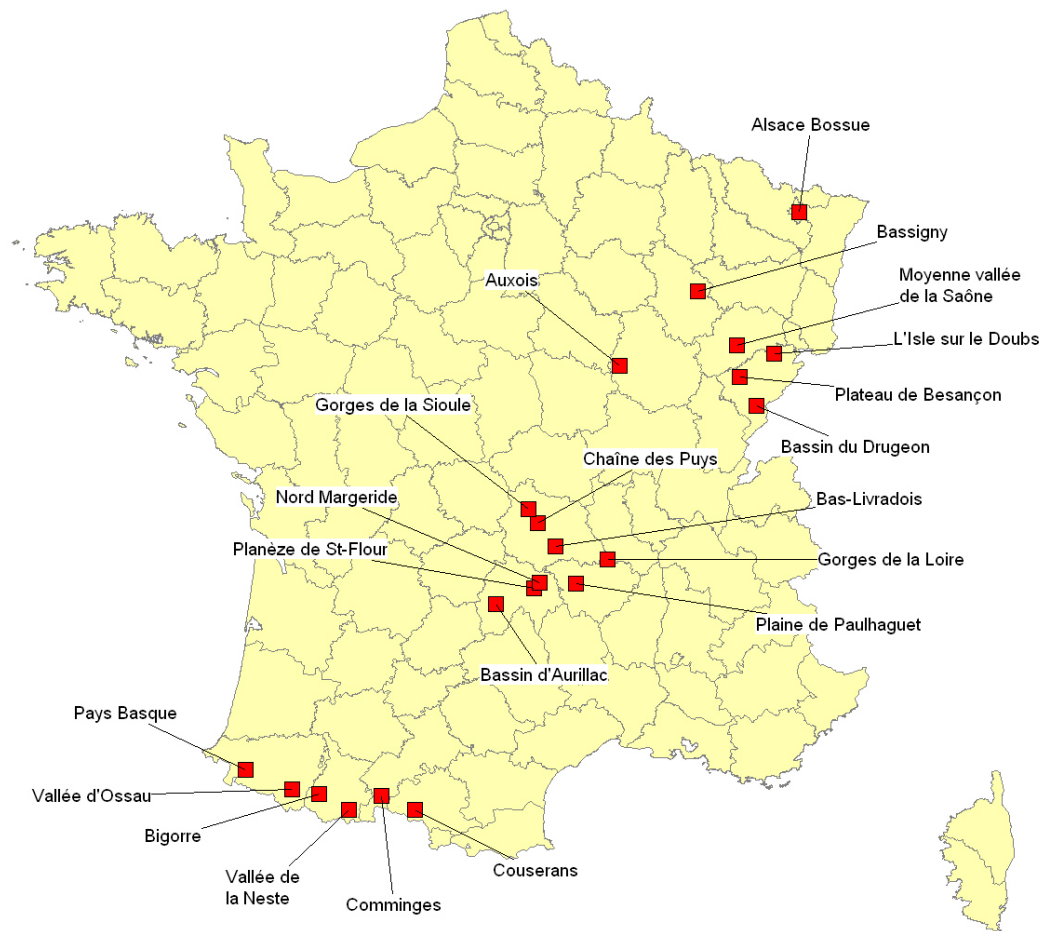 Alsace Bossue
Bassigny
Auxois
Moyenne vallée
de la Saône
L'Isle sur le Doubs
Plateau de Besançon
Gorges de la Sioule
Bassin du Drugeon
Chaîne des Puys
Nord Margeride
Bas-Livradois
Planèze de St-Flour
Gorges de la Loire
Plaine de Paulhaguet
Bassin d'Aurillac
Pays Basque
Vallée d'Ossau
Bigorre
Couserans
Vallée de
la Neste
Comminges